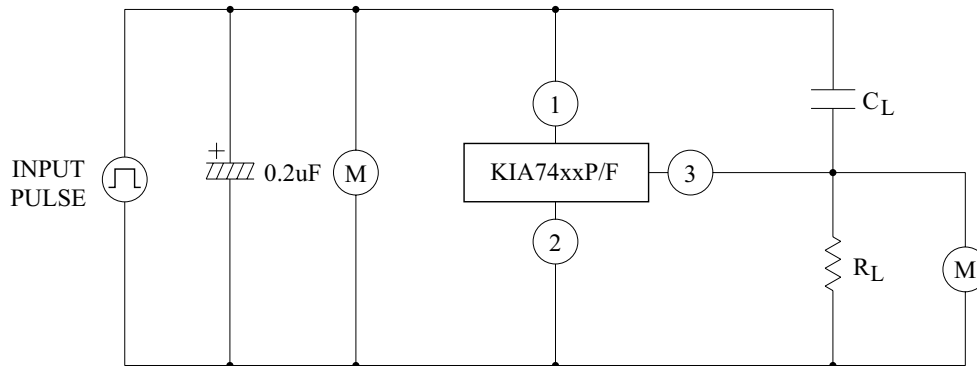 INPUT
PULSE
+
0.2uF
M
1
KIA74xxP/F
3
2
CL
RL
M